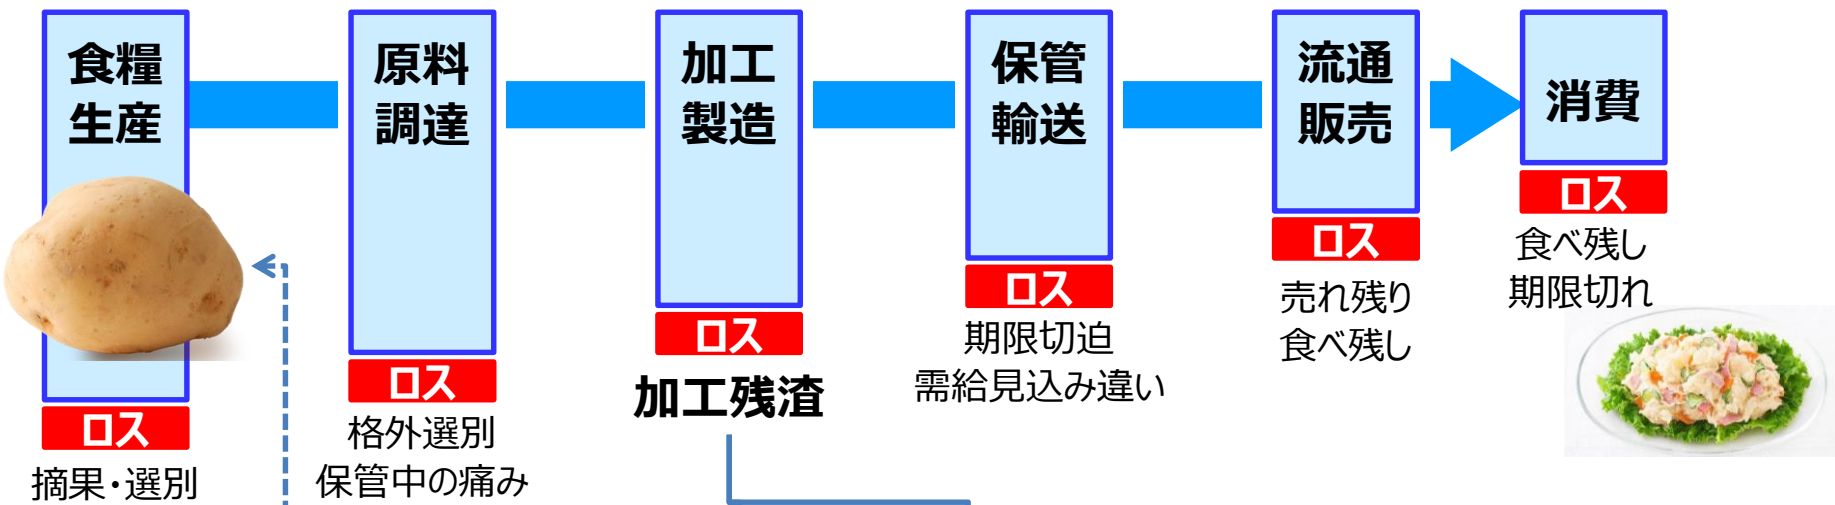 食糧
生産
原料
調達
加工
製造
保管
輸送
流通
販売
消費
ロス
摘果・選別
ロス
格外選別
保管中の痛み
ロス
加工残渣
ロス
期限切迫
需給見込み違い
ロス
売れ残り
食べ残し
ロス
食べ残し
期限切れ